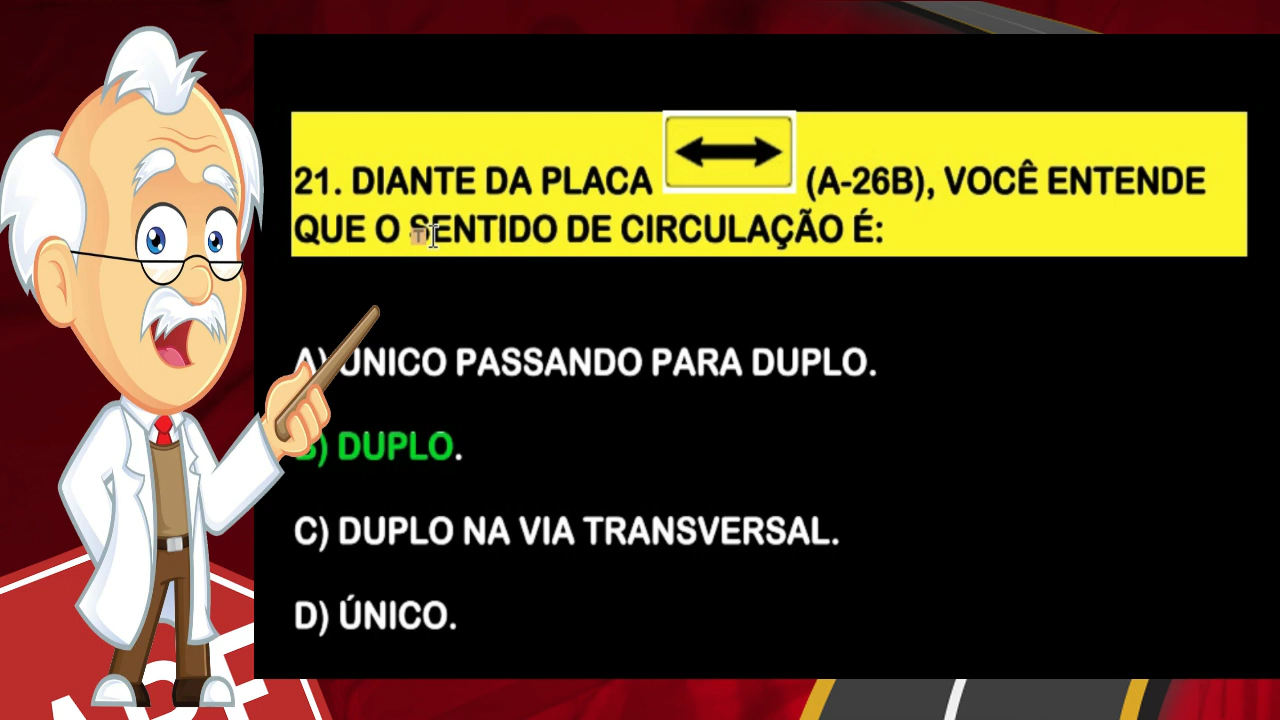 21. DIANTE DA PLACA (A-26B), VOCÊ ENTENDE
QUE O SENTIDO DE CIRCULAÇÃO É:
A) ÚNICO PASSANDO PARA DUPLO.
B) DUPLO.
C) DUPLO NA VIA TRANSVERSAL.
D) ÚNICO.